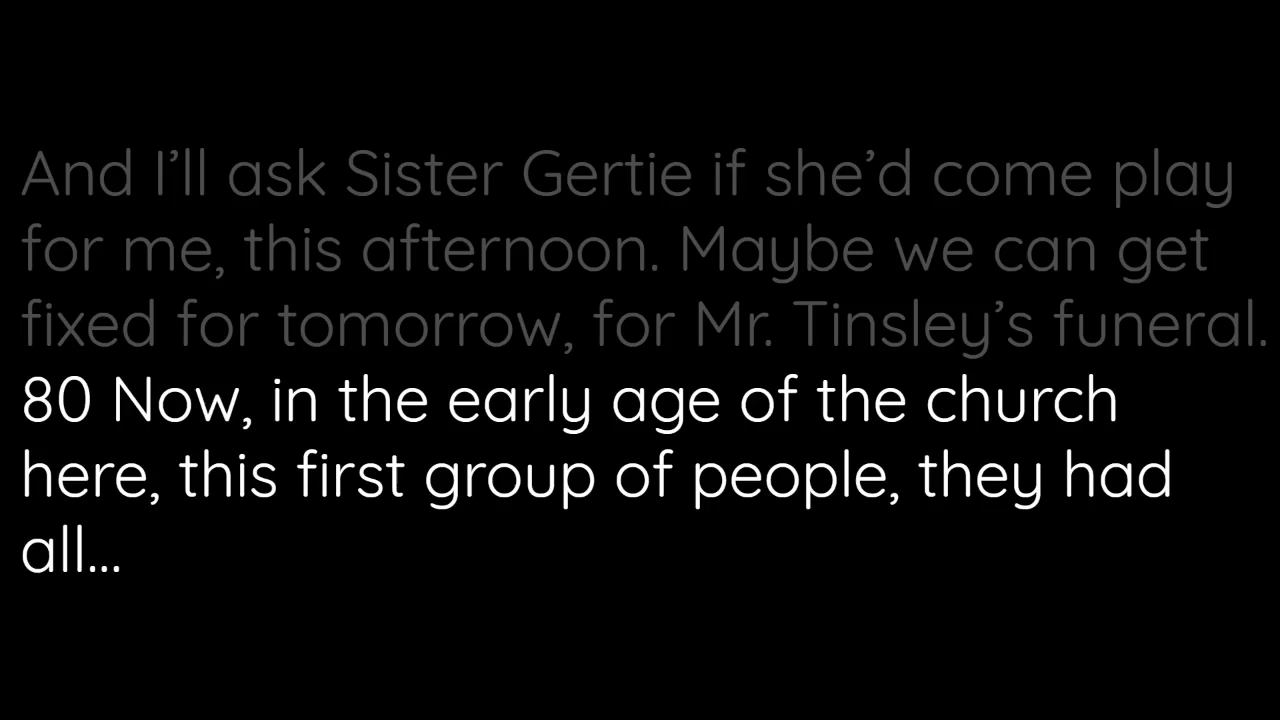 And I’ll ask Sister Gertie if she’d come play
for me, this afternoon. Maybe we can get
fixed for tomorrow, for Mr. Tinsley’s funeral.
80 Now, in the early age of the church
here, this first group of people, they had
all...